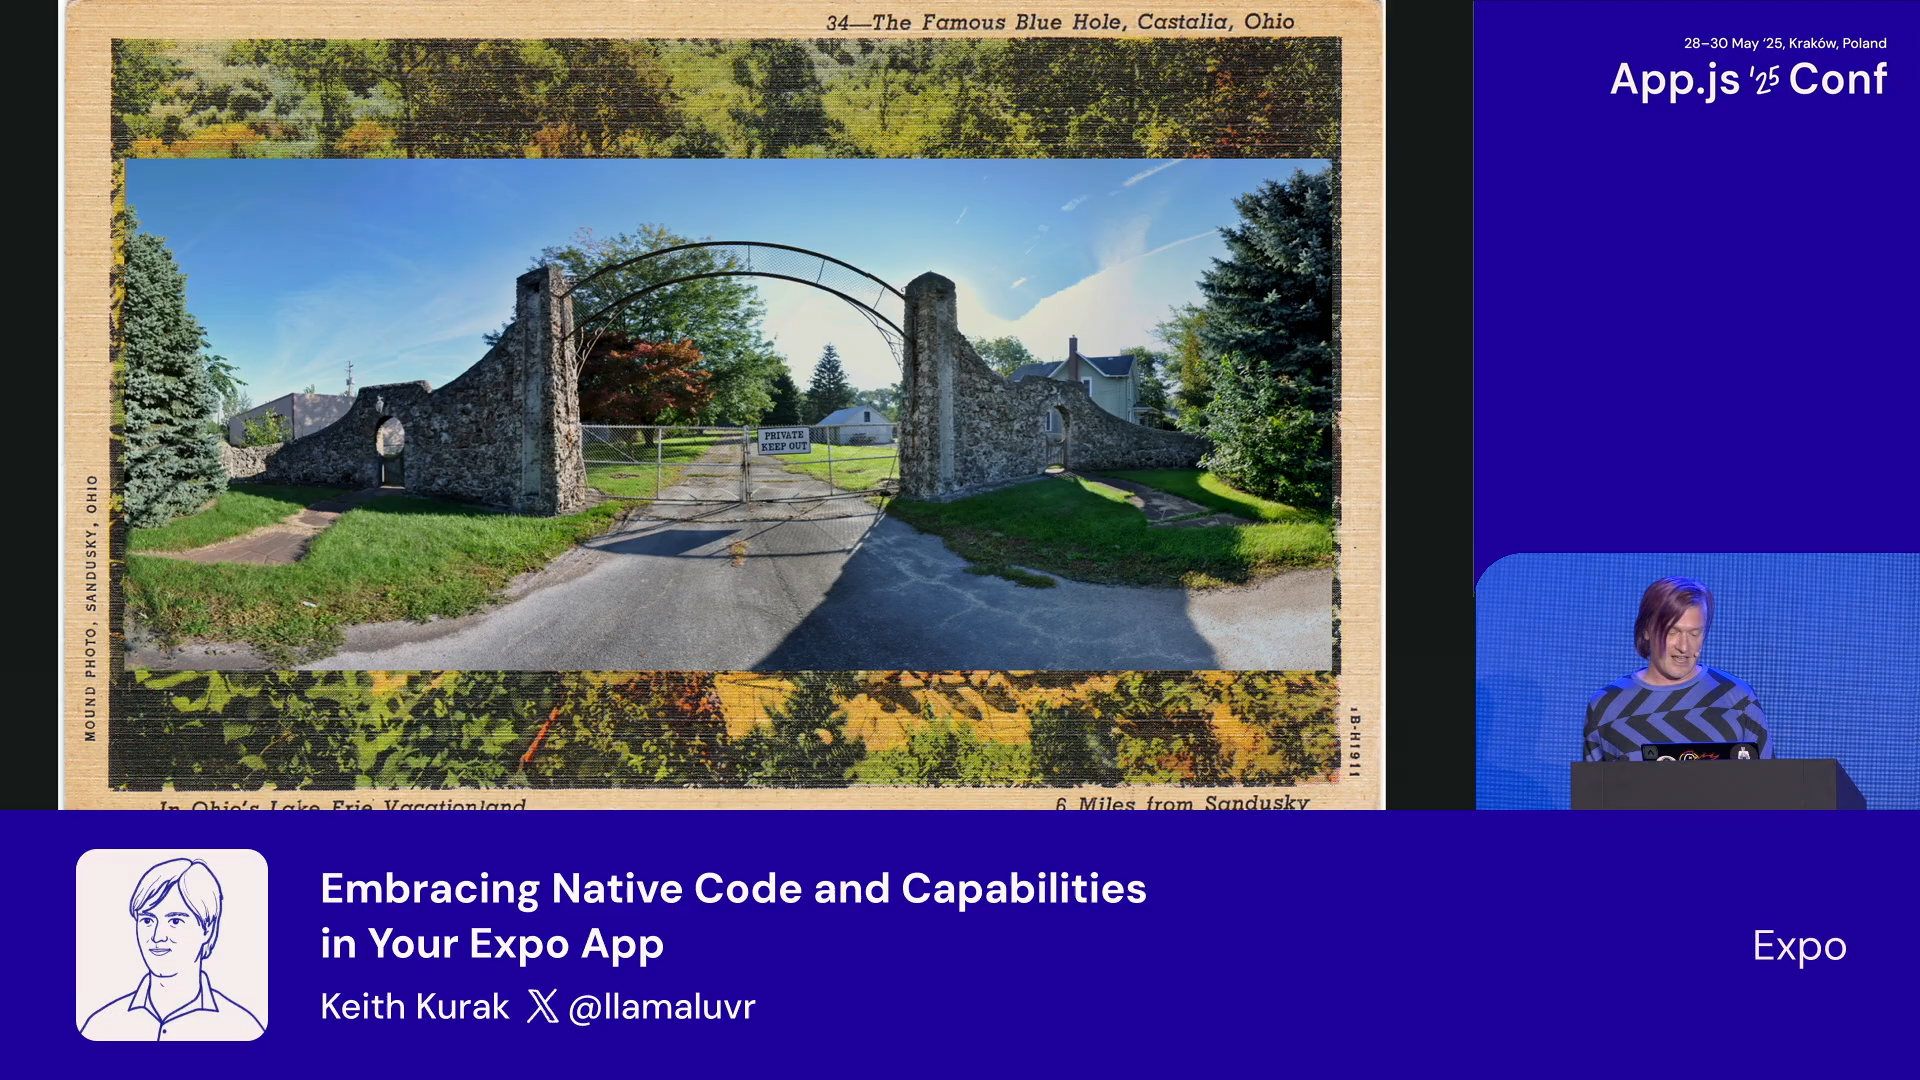 34—The Famous Blue Hole, Castalia, Ohio
MOUND PHOTO, SANDUSKY, OHIO
PRIVATE
KEEP OUT
1B-H1911
In Ohio's Lake Erie Vacationland
6 Miles from Sandusky
28–30 May '25, Kraków, Poland
App.js '25 Conf
Embracing Native Code and Capabilities
in Your Expo App
Keith Kurak X @llamaluvr
Expo